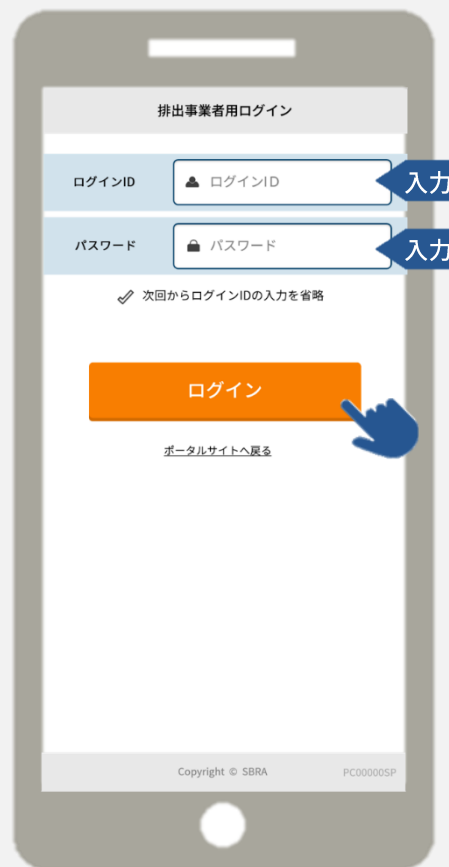 排出事業者用ログイン
ログインID
ログインID
入力
パスワード
パスワード
入力
次回からログインIDの入力を省略
ログイン
ポータルサイトへ戻る
Copyright © SBRA
PC00000SP